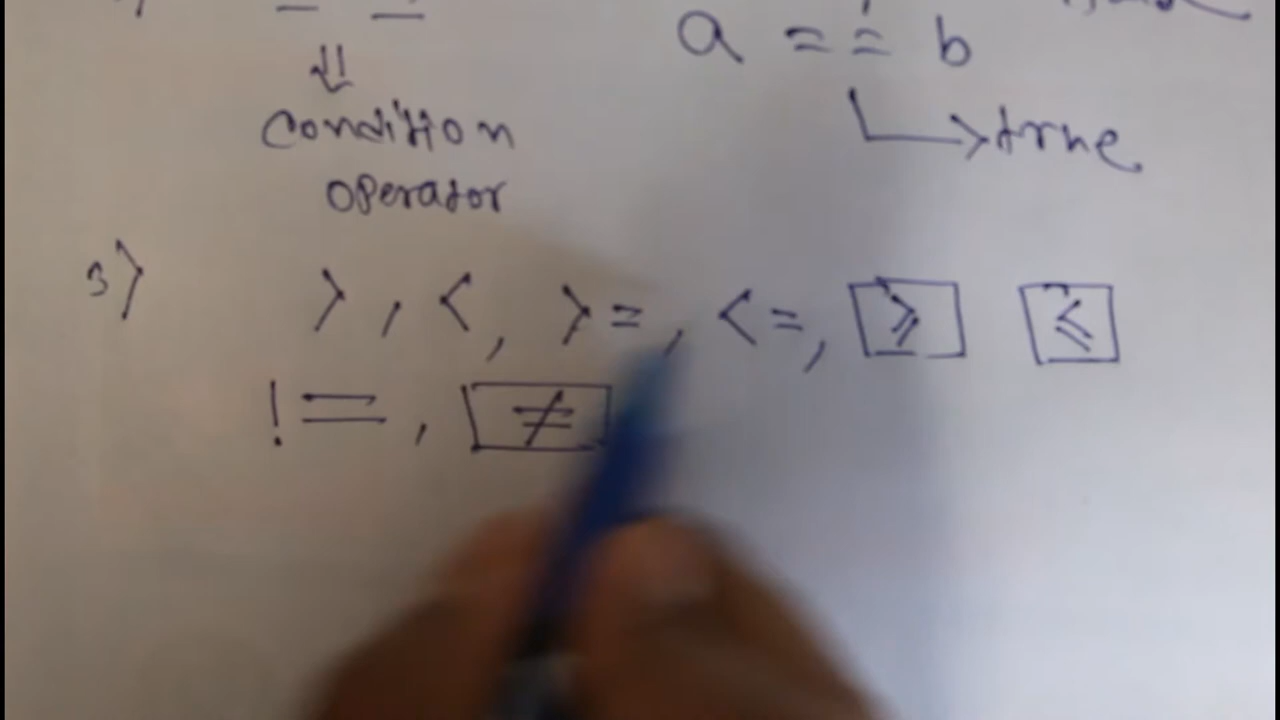 a == b
⇓
condition
operator
→ true
3) >, <, >=, <=, ⩾ ⩽
!=, ≠